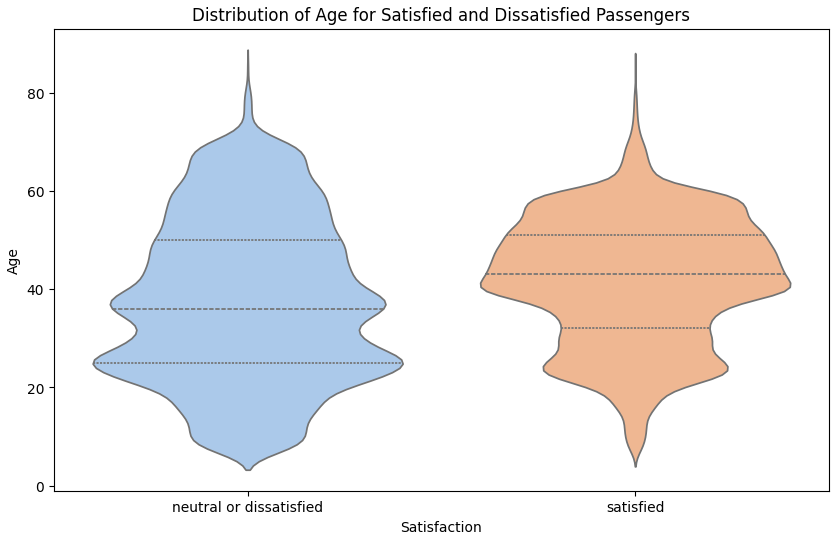 Distribution of Age for Satisfied and Dissatisfied Passengers
80
60
40
20
0
Age
neutral or dissatisfied
satisfied
Satisfaction